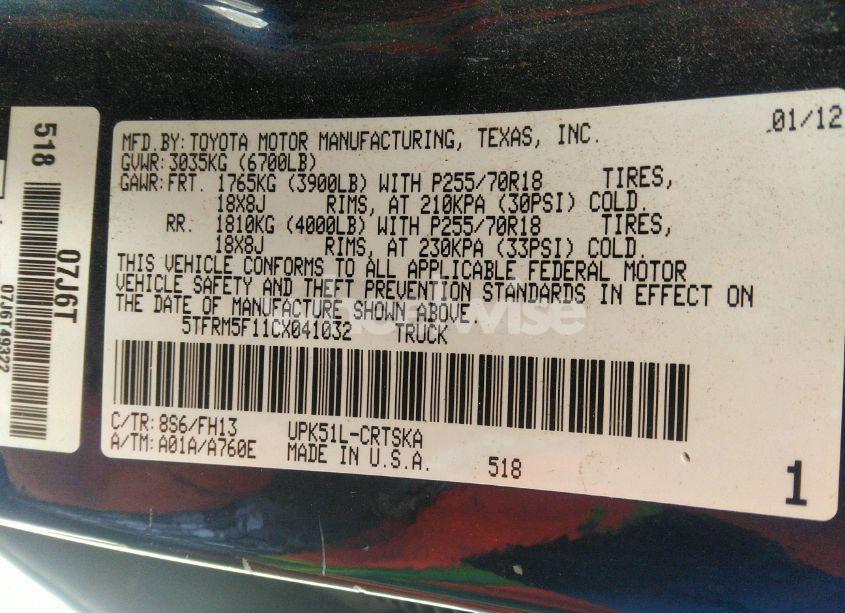 01/12
MFD.BY: TOYOTA MOTOR MANUFACTURING, TEXAS, INC.
GVWR: 3035KG (6700LB)
GAWR: FRT. 1765KG (3900LB) WITH P255/70R18 TIRES,
18X8J RIMS, AT 210KPA (30PSI) COLD.
RR. 1810KG (4000LB) WITH P255/70R18 TIRES,
18X8J RIMS, AT 230KPA (33PSI) COLD.
THIS VEHICLE CONFORMS TO ALL APPLICABLE FEDERAL MOTOR
VEHICLE SAFETY AND THEFT PREVENTION STANDARDS IN EFFECT ON
THE DATE OF MANUFACTURE SHOWN ABOVE.
5TFRM5F11CX041032 TRUCK
C/TR: 8S6/FH13 UPK51L-CRTSKA
A/TM: A01A/A760E MADE IN U.S.A. 518
1
518
07J6T
07J6T49322